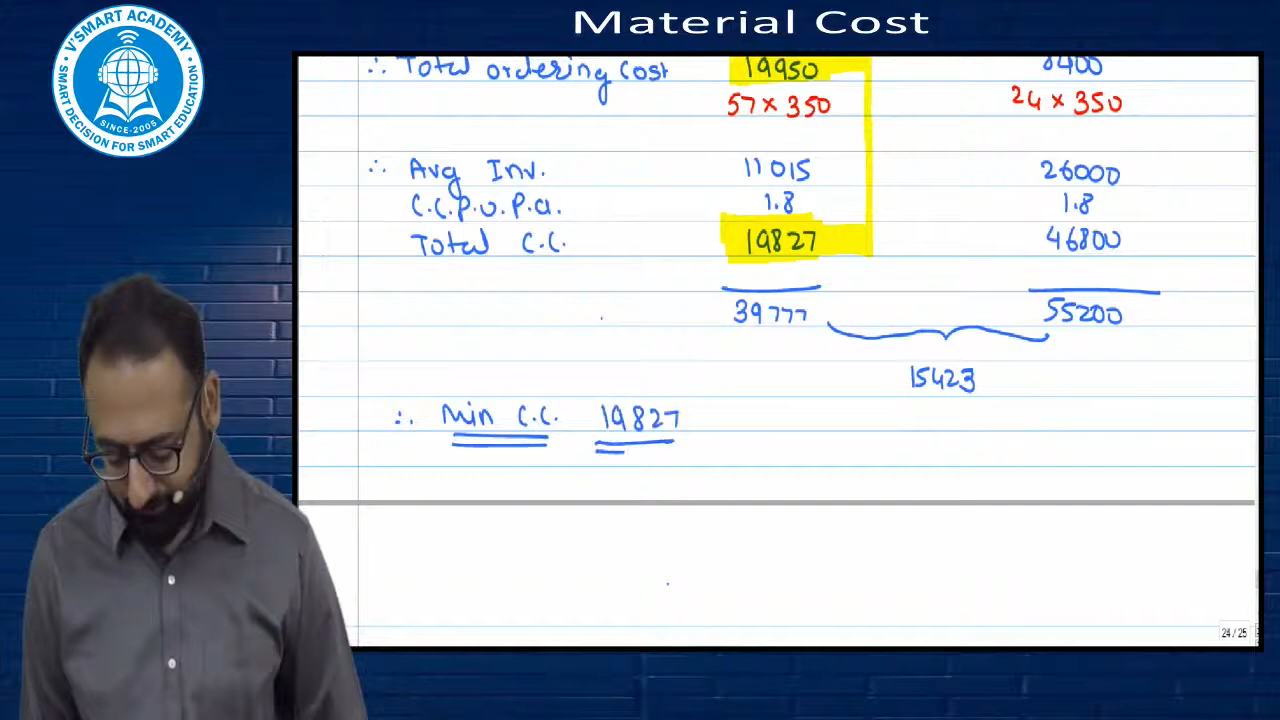 Material Cost
V'SMART ACADEMY
SINCE-2005
SMART DECISION FOR SMART EDUCATION
∴ Total ordering Cost 19950 8400
57 × 350 24 × 350
∴ Avg Inv. 11015 26000
C.C.P.U.P.a. 1.8 1.8
Total C.C. 19827 46800
39777 55200
15423
∴ Min C.C. 19827
24 / 25